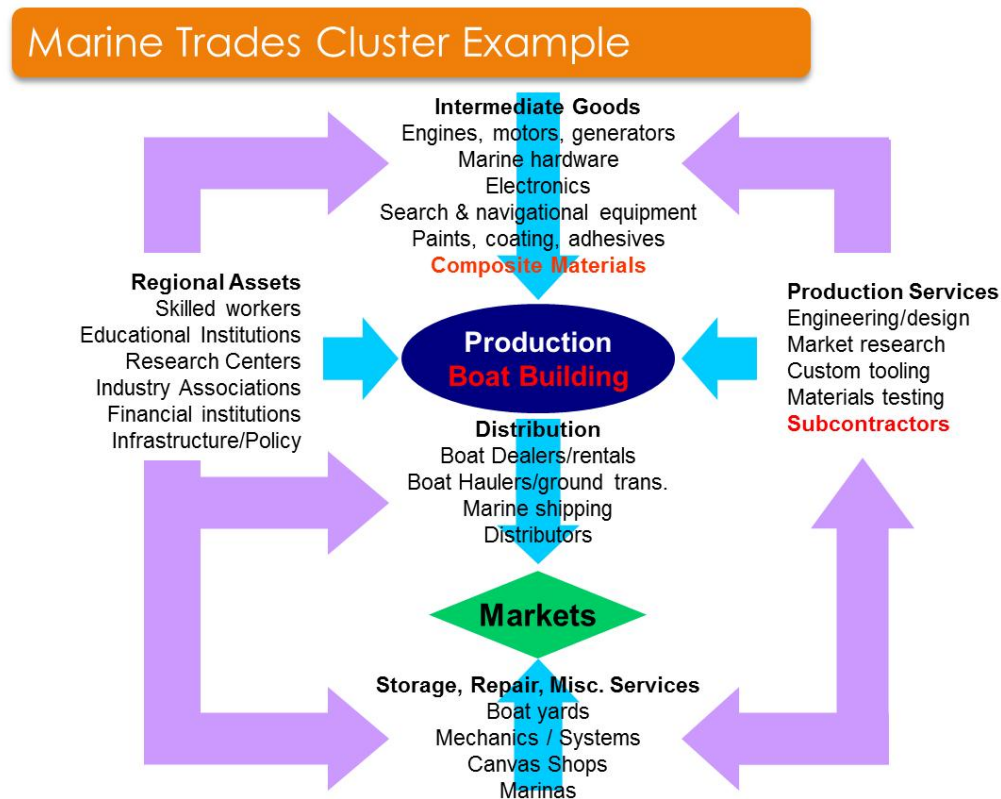 Marine Trades Cluster Example
Intermediate Goods
Engines, motors, generators
Marine hardware
Electronics
Search & navigational equipment
Paints, coating, adhesives
Composite Materials
Regional Assets
Skilled workers
Educational Institutions
Research Centers
Industry Associations
Financial institutions
Infrastructure/Policy
Production
Boat Building
Production Services
Engineering/design
Market research
Custom tooling
Materials testing
Subcontractors
Distribution
Boat Dealers/rentals
Boat Haulers/ground trans.
Marine shipping
Distributors
Markets
Storage, Repair, Misc. Services
Boat yards
Mechanics / Systems
Canvas Shops
Marinas